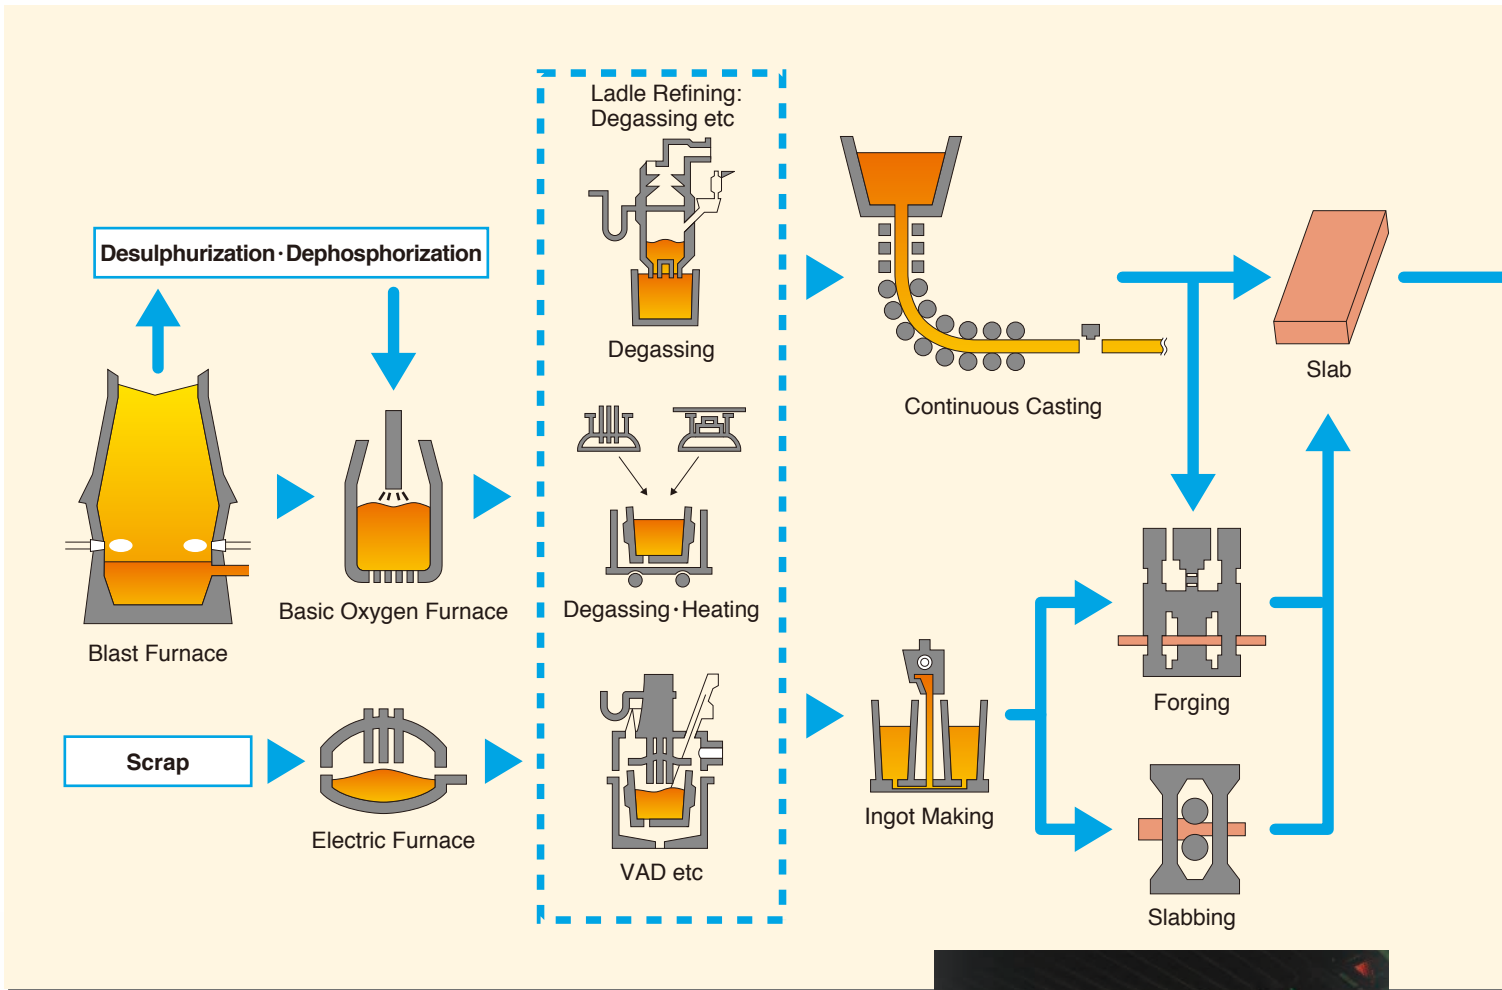 Ladle Refining:
Degassing etc
Desulphurization·Dephosphorization
Degassing
Slab
Continuous Casting
Basic Oxygen Furnace
Degassing·Heating
Blast Furnace
Forging
Scrap
Ingot Making
Electric Furnace
VAD etc
Slabbing